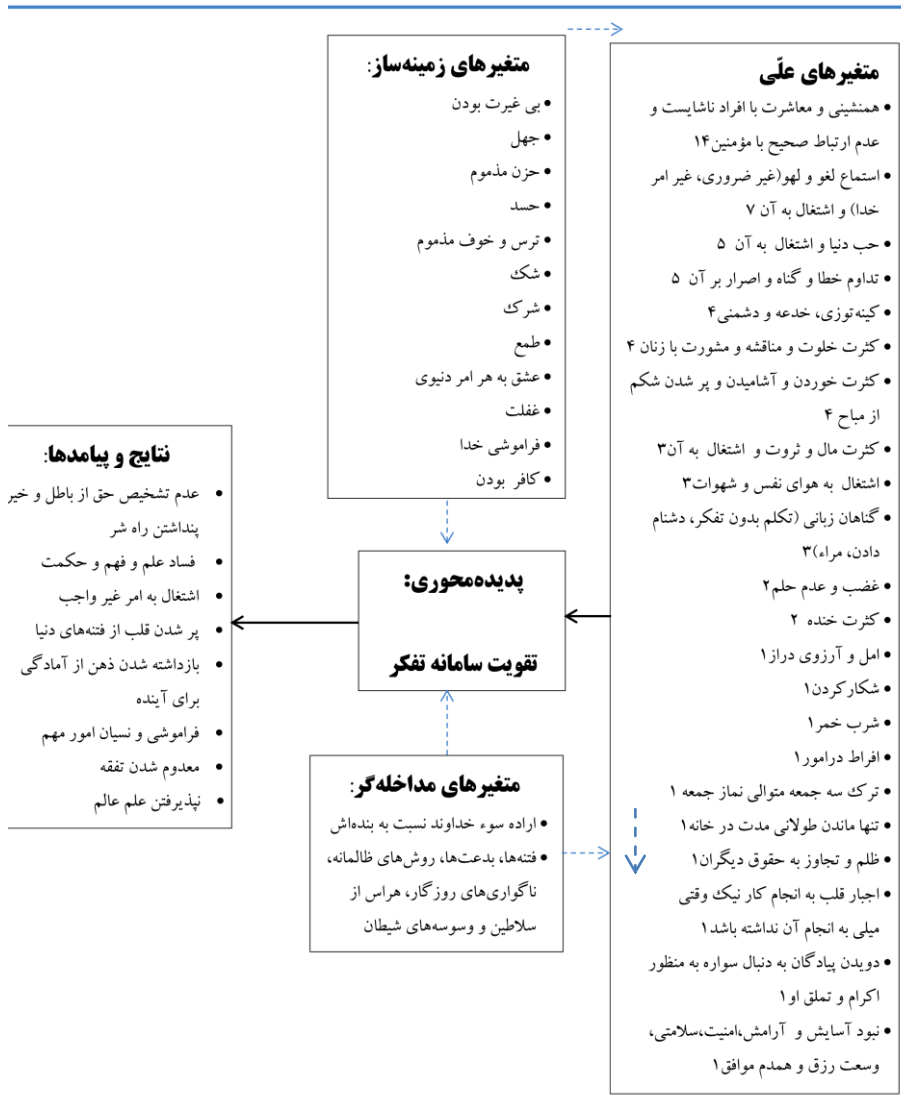 متغیرهای علّی
• همنشینی و معاشرت با افراد ناشایست و
عدم ارتباط صحیح با مؤمنین۱۴
• استماع لغو و لهو(غیر ضروری، غیر امر
خدا) و اشتغال به آن ۷
• حب دنیا و اشتغال به آن ۵
• تداوم خطا و گناه و اصرار بر آن ۵
• کینه‌توزی، خدعه و دشمنی۴
• کثرت خلوت و مناقشه و مشورت با زنان ۴
• کثرت خوردن و آشامیدن و پر شدن شکم
از مباح ۴
• کثرت مال و ثروت و اشتغال به آن۳
• اشتغال به هوای نفس و شهوات۳
• گناهان زبانی (تکلم بدون تفکر، دشنام
دادن، مراء)۳
• غضب و عدم حلم۲
• کثرت خنده ۲
• امل و آرزوی دراز۱
• شکارکردن۱
• شرب خمر۱
• افراط درامور۱
• ترک سه جمعه متوالی نماز جمعه ۱
• تنها ماندن طولانی مدت در خانه۱
• ظلم و تجاوز به حقوق دیگران۱
• اجبار قلب به انجام کار نیک وقتی
میلی به انجام آن نداشته باشد۱
• دویدن پیادگان به دنبال سواره به منظور
اکرام و تملق او۱
• نبود آسایش و آرامش،امنیت،سلامتی،
وسعت رزق و همدم موافق۱
متغیرهای زمینه‌ساز:
• بی غیرت بودن
• جهل
• حزن مذموم
• حسد
• ترس و خوف مذموم
• شک
• شرک
• طمع
• عشق به هر امر دنیوی
• غفلت
• فراموشی خدا
• کافر بودن
پدیده‌محوری:
تقویت سامانه تفکر
متغیرهای مداخله‌گر:
• اراده سوء خداوند نسبت به بنده‌اش
• فتنه‌ها، بدعت‌ها، روش‌های ظالمانه،
ناگواری‌های روزگار، هراس از
سلاطین و وسوسه‌های شیطان
نتایج و پیامدها:
• عدم تشخیص حق از باطل و خیر
پنداشتن راه شر
• فساد علم و فهم و حکمت
• اشتغال به امر غیر واجب
• پر شدن قلب از فتنه‌های دنیا
• بازداشته شدن ذهن از آمادگی
برای آینده
• فراموشی و نسیان امور مهم
• معدوم شدن تفقه
• نپذیرفتن علم عالم